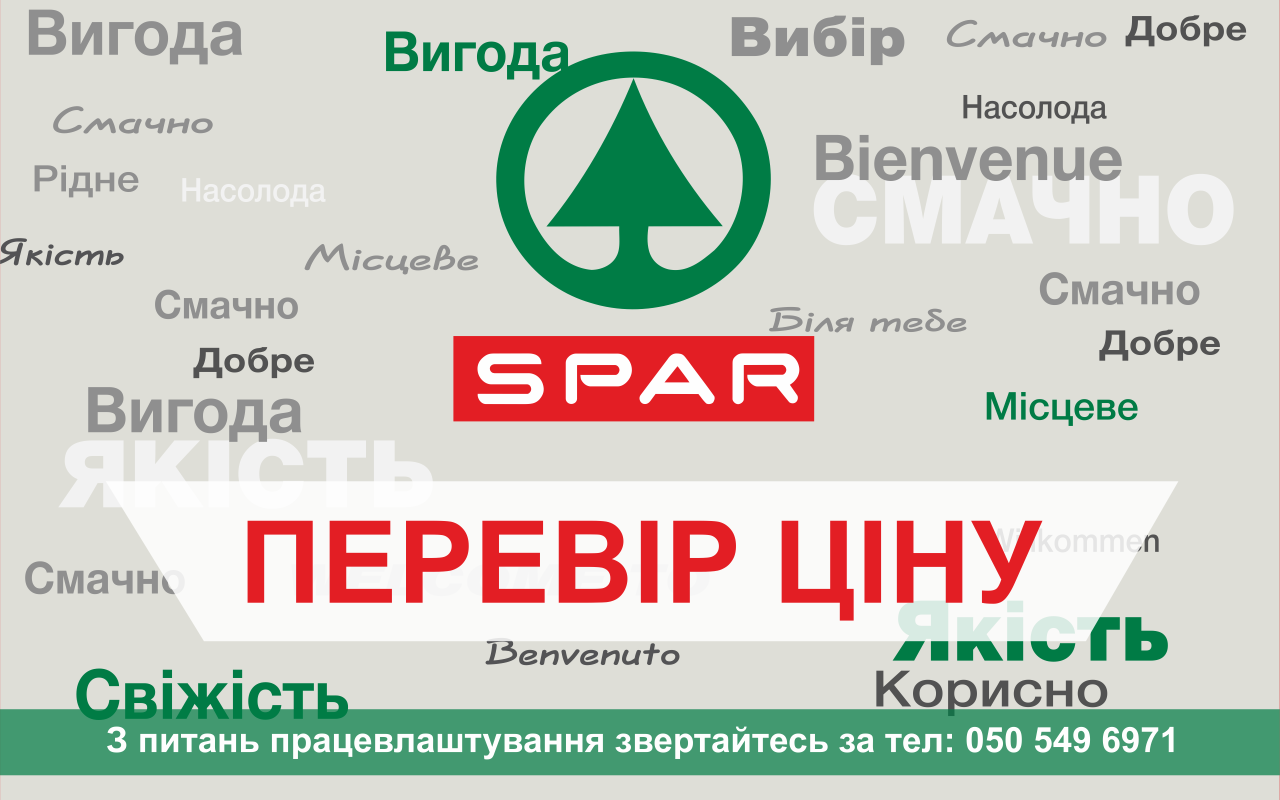 Вигода
Вигода
Вибір
Смачно
Добре
Смачно
Насолода
Bienvenue
Рідне
Насолода
СМАЧНО
Якість
Місцеве
Смачно
Смачно
Біля тебе
Добре
Добре
SPAR
Вигода
Місцеве
ЯКІСТЬ
ПЕРЕВІР ЦІНУ
Willkommen
Смачно
Якість
Benvenuto
Свіжість
Корисно
З питань працевлаштування звертайтесь за тел: 050 549 6971